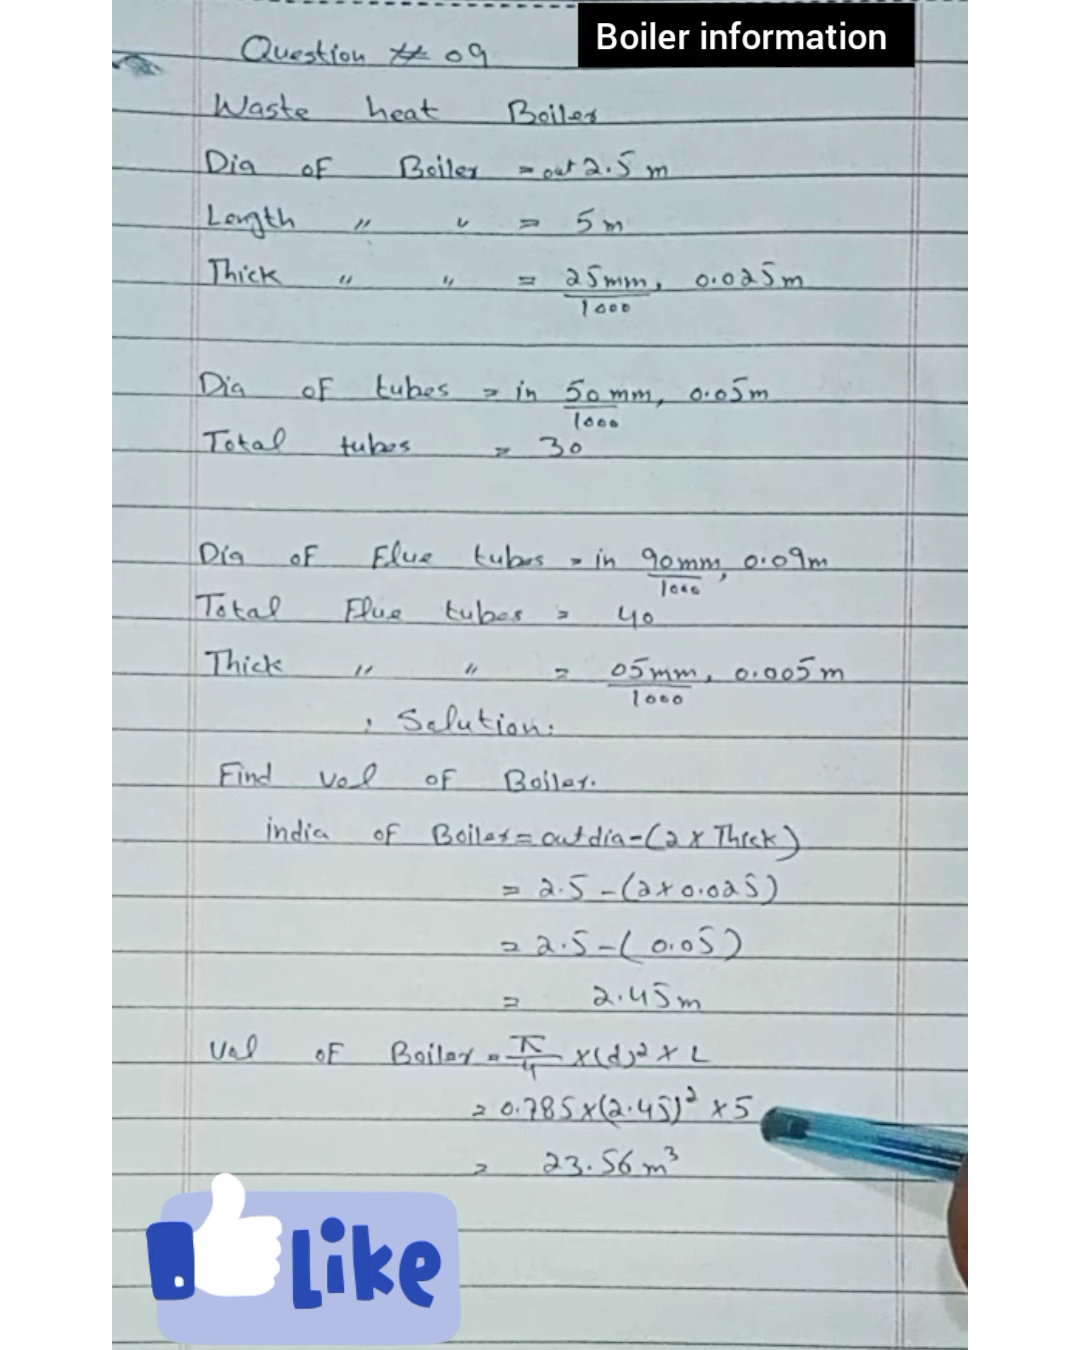 Boiler information
Question # 09
Waste heat Boiler
Dia of Boiler = out 2.5 m
Length " " = 5 m
Thick " " = 25mm, 0.025m
1000
Dia of tubes = in 50 mm, 0.05m
1000
Total tubes = 30
Dia of Flue tubes = in 90mm, 0.09m
1000
Total Flue tubes = 40
Thick " " = 05mm, 0.005m
1000
: Solution:
Find vol of Boiler.
india of Boiler = out dia - (2 x Thick)
= 2.5 - (2 x 0.025)
= 2.5 - (0.05)
= 2.45m
Vol of Boiler = π/4 x (d)² x L
= 0.785 x (2.45)² x 5
= 23.56 m³
Like